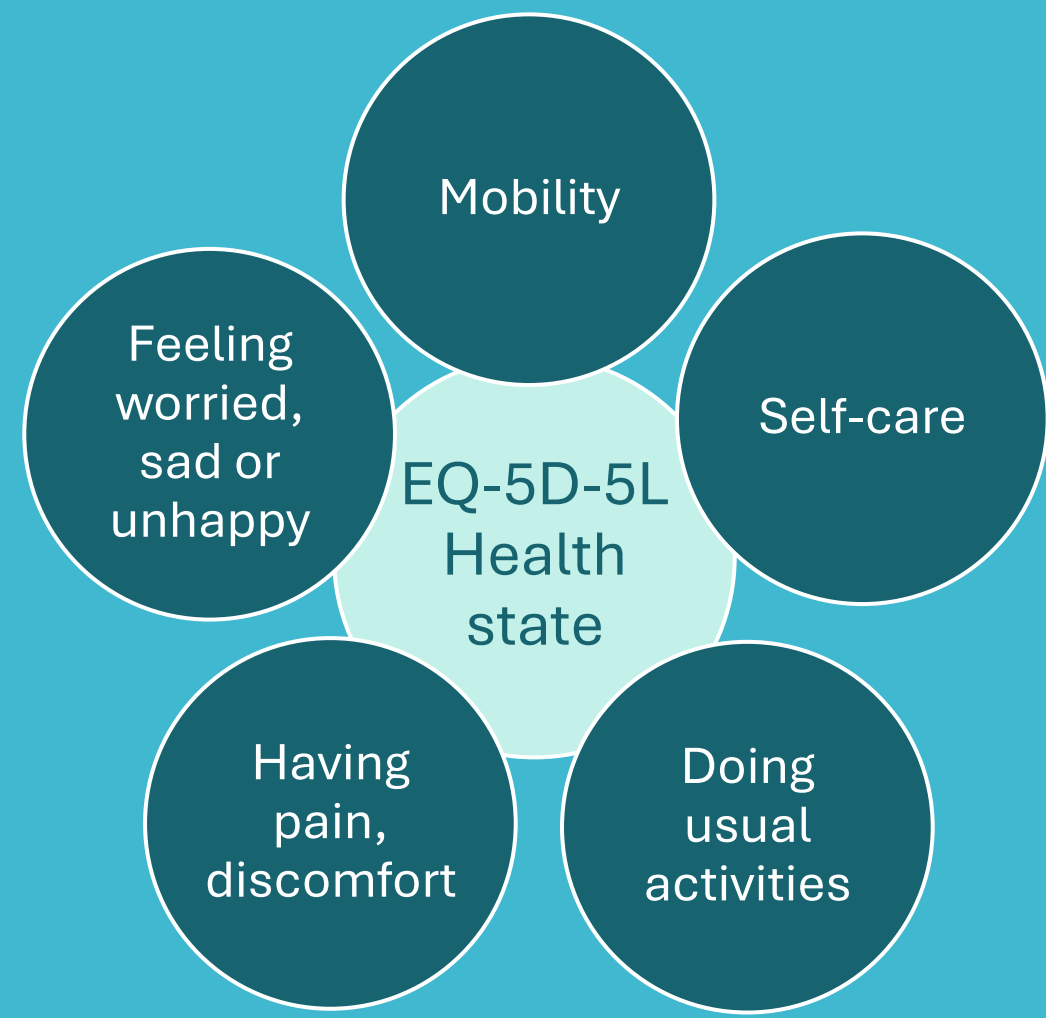 Mobility
Feeling
worried,
sad or
unhappy
Self-care
EQ-5D-5L
Health
state
Having
pain,
discomfort
Doing
usual
activities